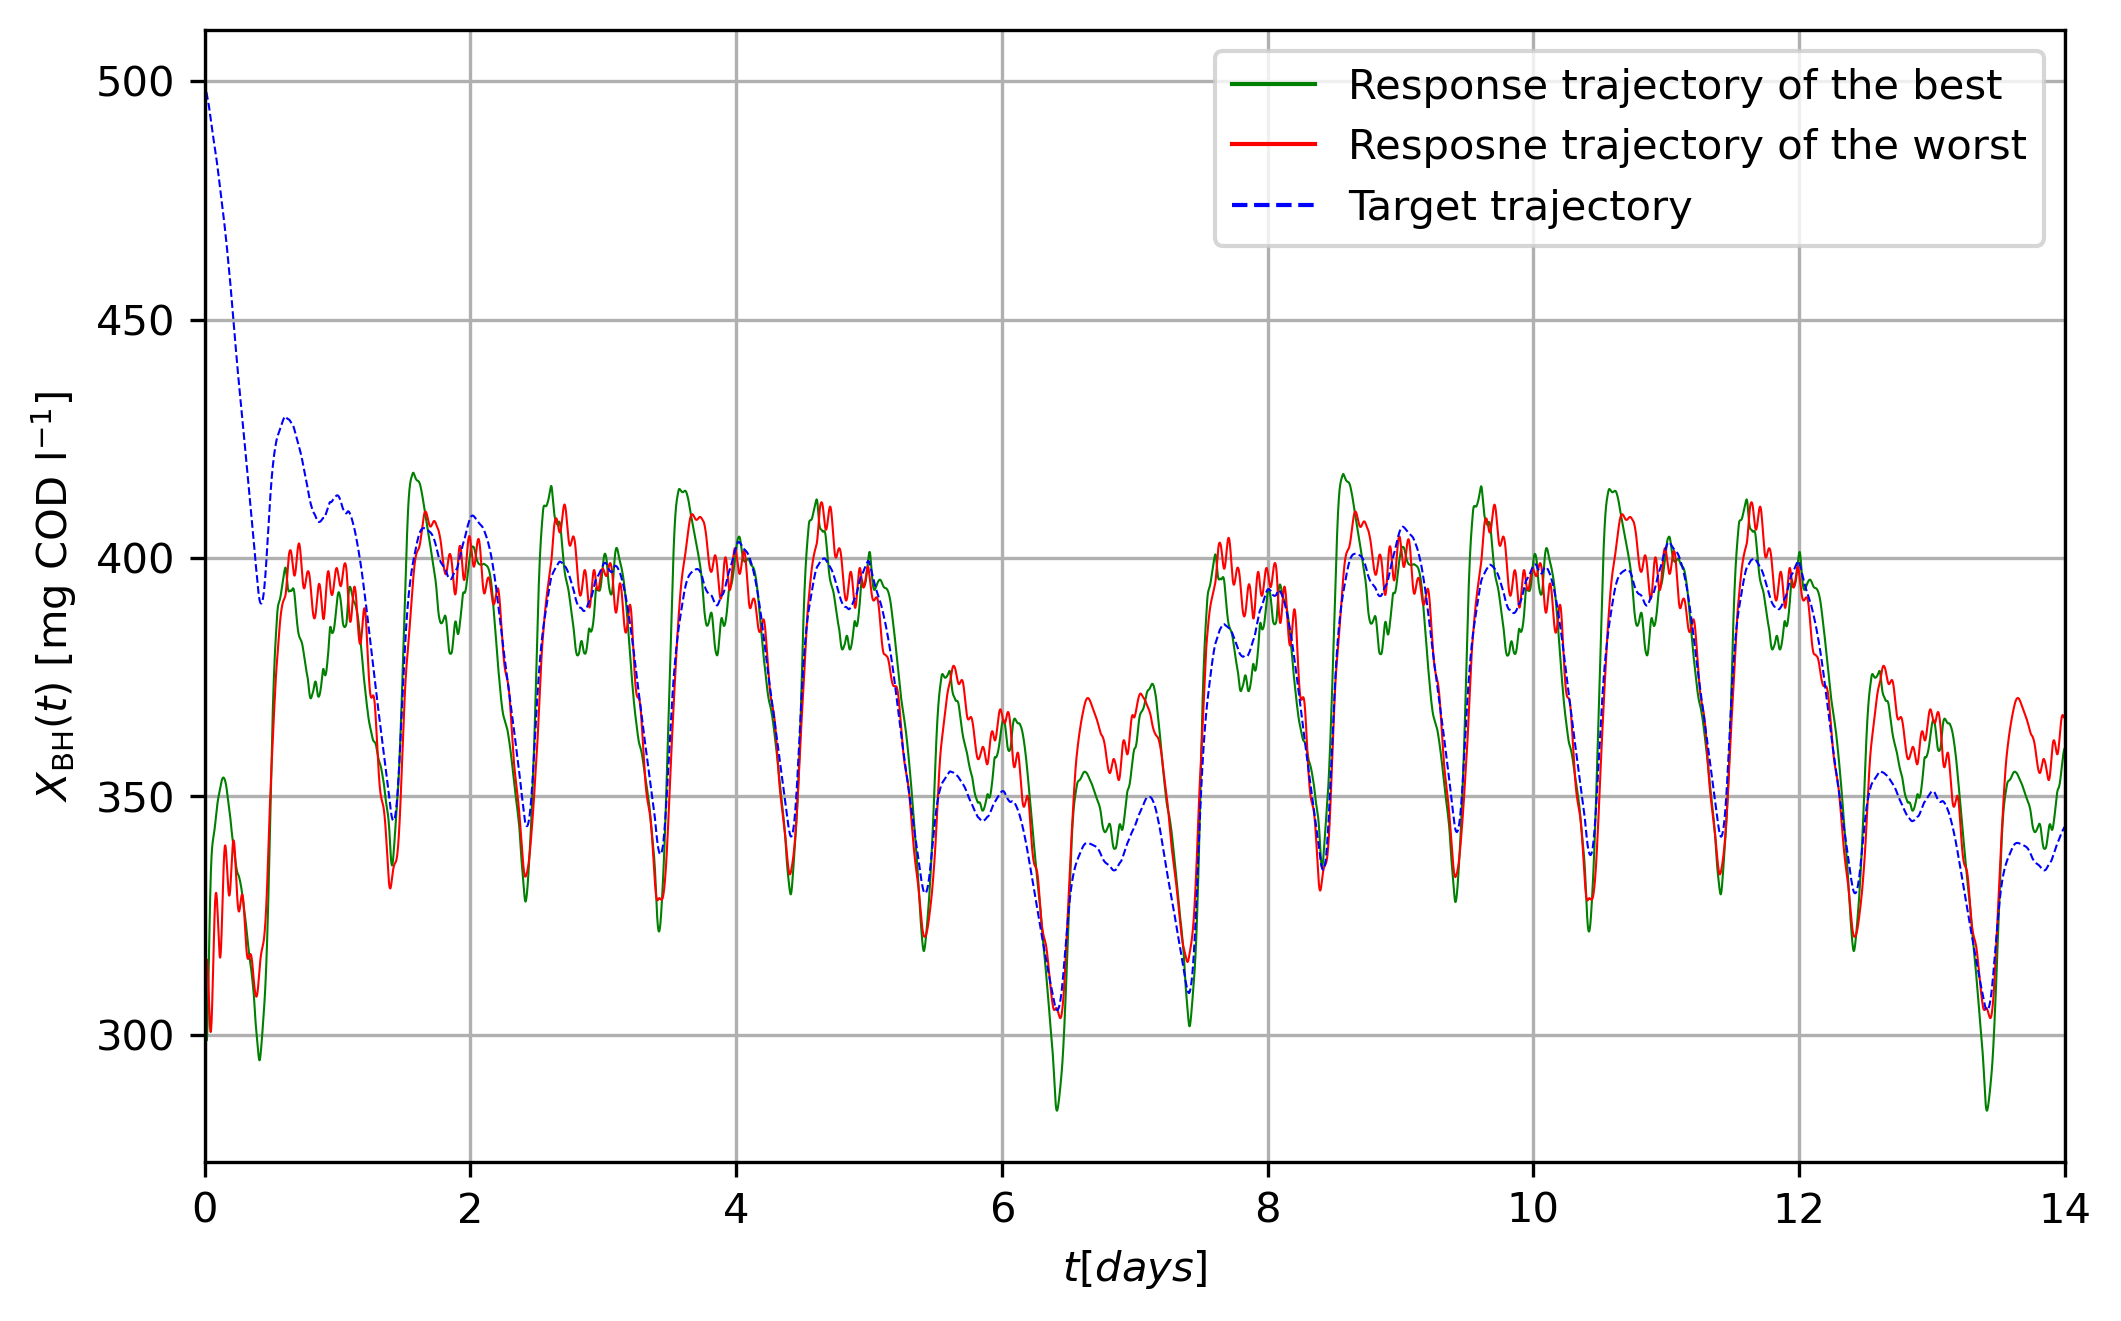 500
450
400
350
300
X_BH(t) [mg COD l⁻¹]
Response trajectory of the best
Resposne trajectory of the worst
Target trajectory
0 2 4 6 8 10 12 14
t[days]